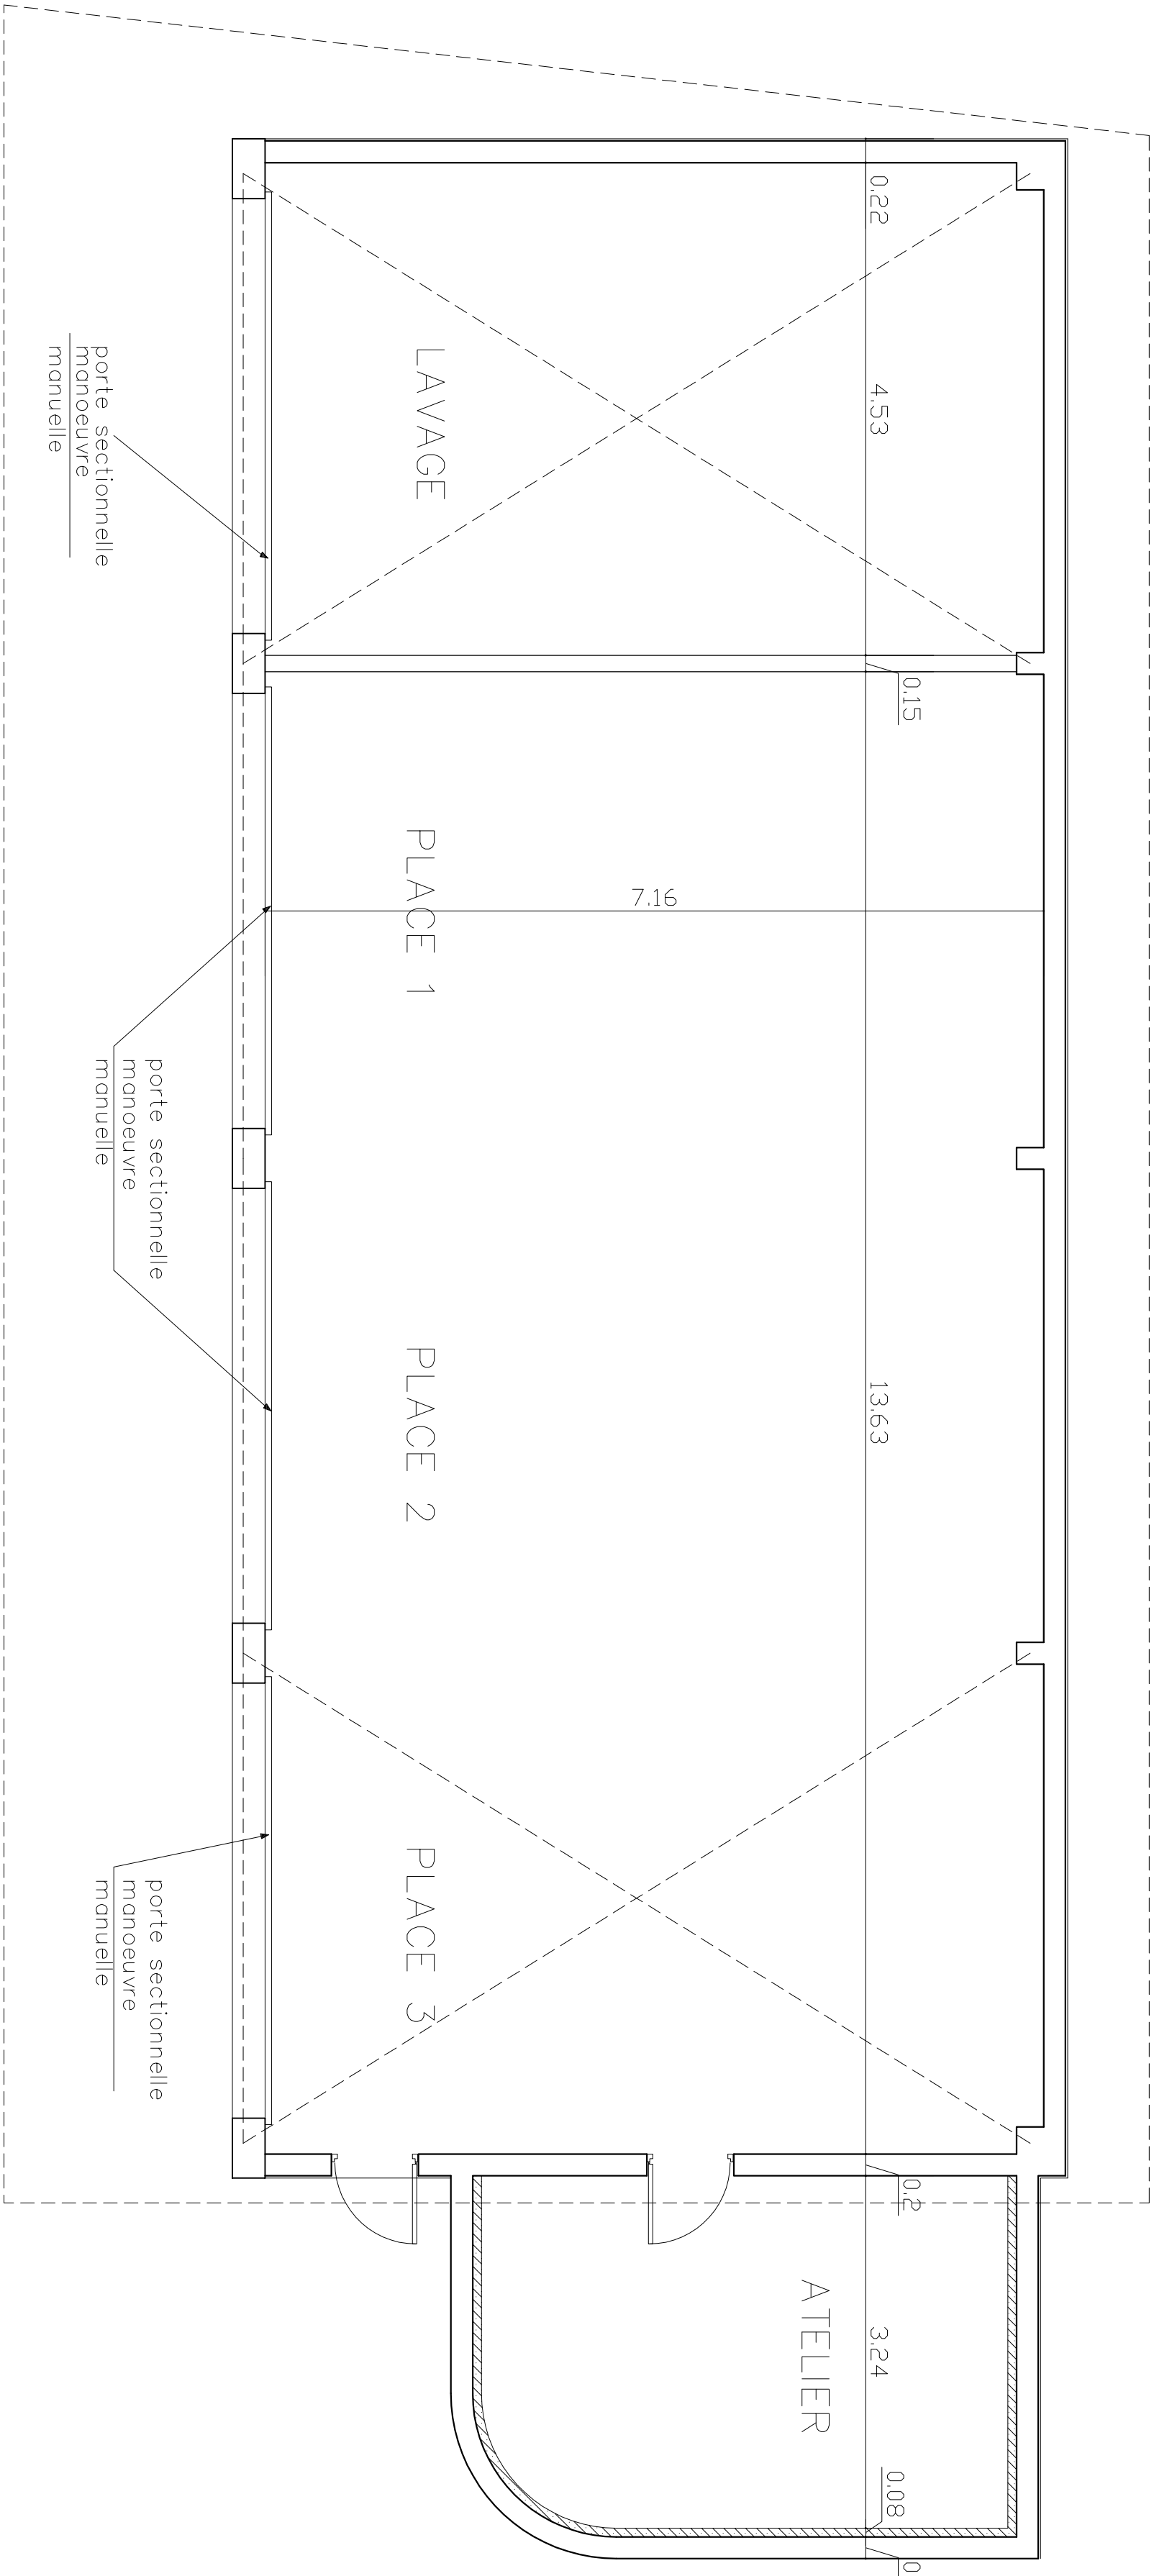 0.22
4.53
0.15
13.63
0.2
3.24
0.08
0
7.16
LAVAGE
PLACE 1
PLACE 2
PLACE 3
ATELIER
porte sectionnelle
manoeuvre
manuelle
porte sectionnelle
manoeuvre
manuelle
porte sectionnelle
manoeuvre
manuelle